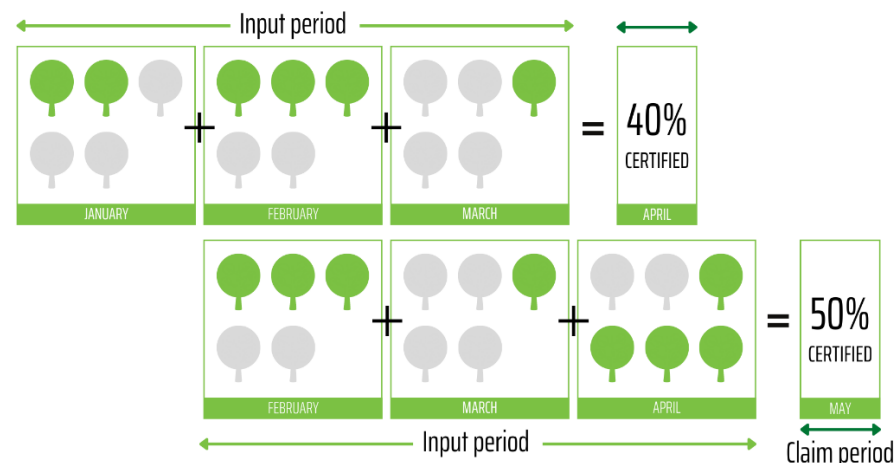 Input period
+ + = 40%
CERTIFIED
JANUARY FEBRUARY MARCH APRIL
+ + = 50%
CERTIFIED
FEBRUARY MARCH APRIL MAY
Input period
Claim period